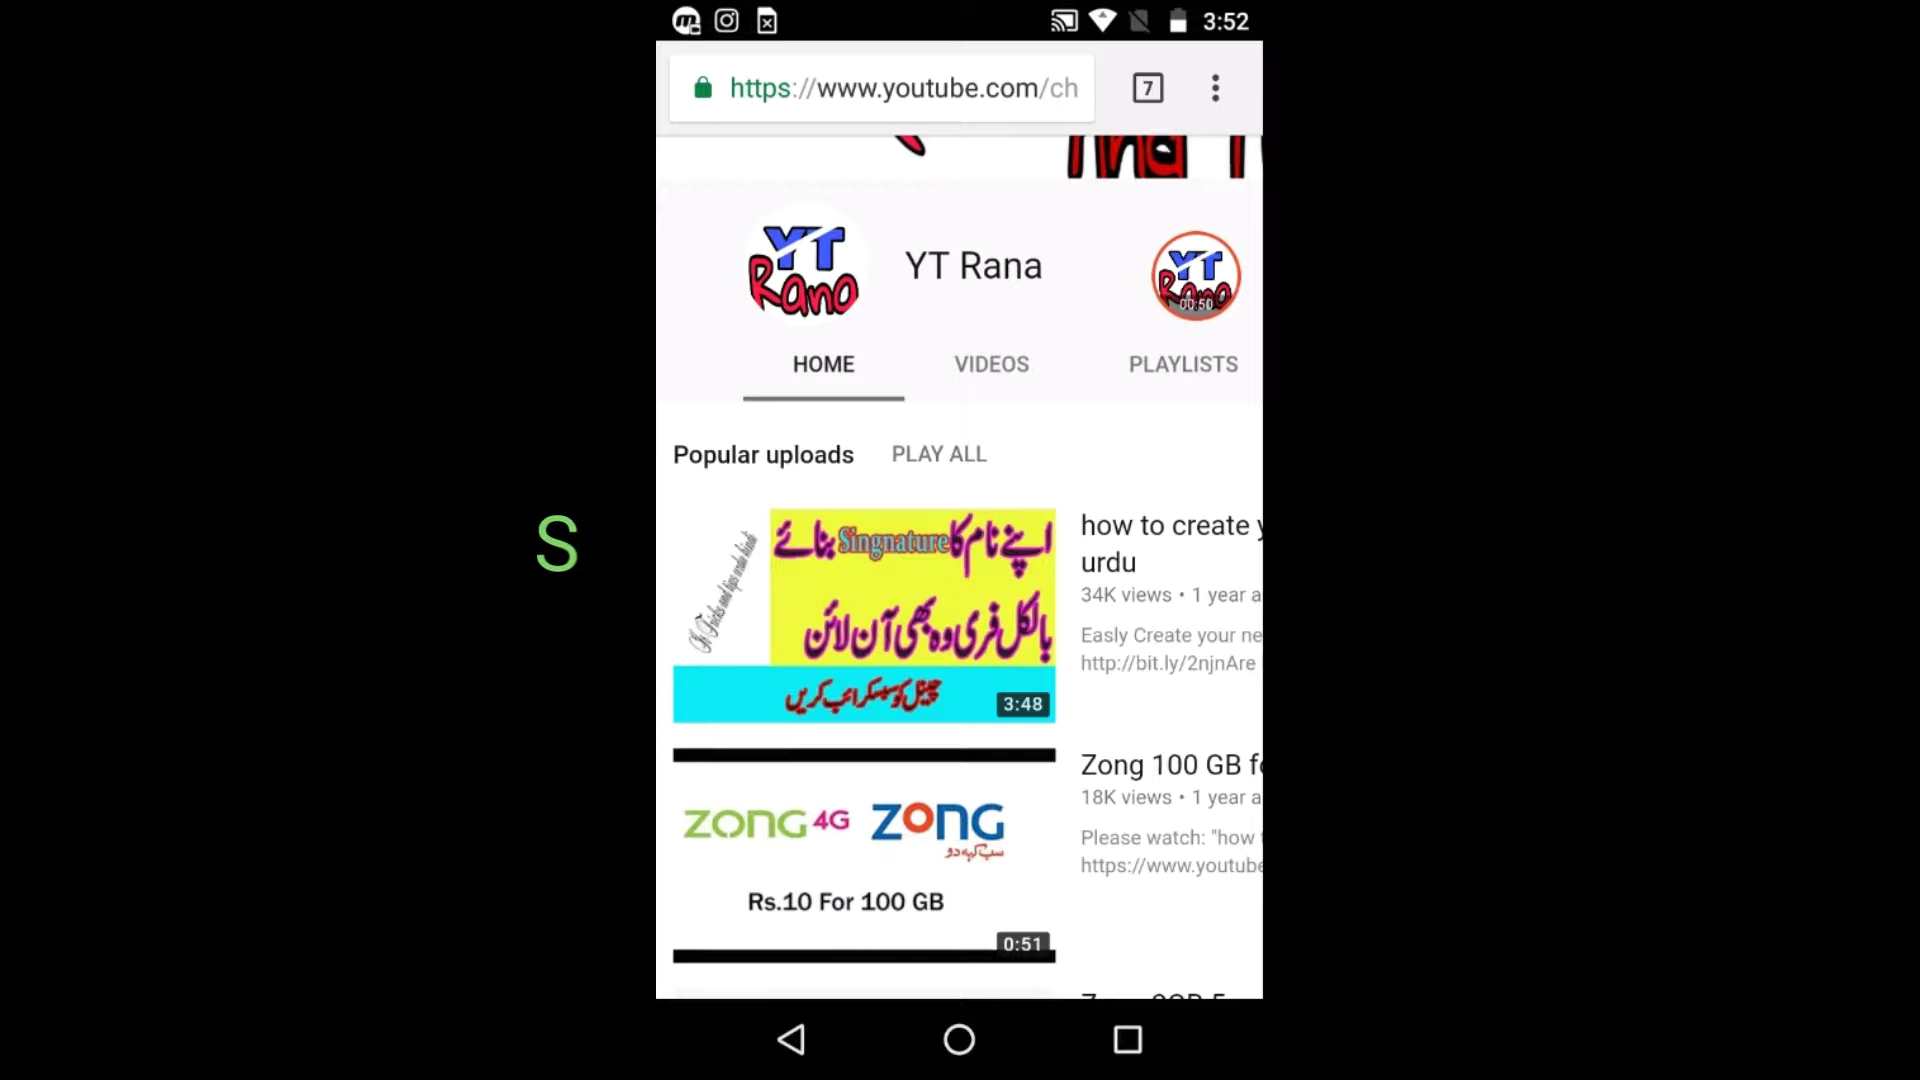 3:52
https://www.youtube.com/ch
7
YT
Rana
YT Rana
YT
Rana
00:50
HOME
VIDEOS
PLAYLISTS
Popular uploads
PLAY ALL
S
اپنے نام کا Singnature بنائے
بالکل فری وہ بھی آن لائن
چینل کو سبسکرائب کریں
3:48
how to create y
urdu
34K views • 1 year a
Easly Create your ne
http://bit.ly/2njnAre
ZONG 4G
ZONG
سب کہہ دو
Rs.10 For 100 GB
0:51
Zong 100 GB fo
18K views • 1 year a
Please watch: "how t
https://www.youtube